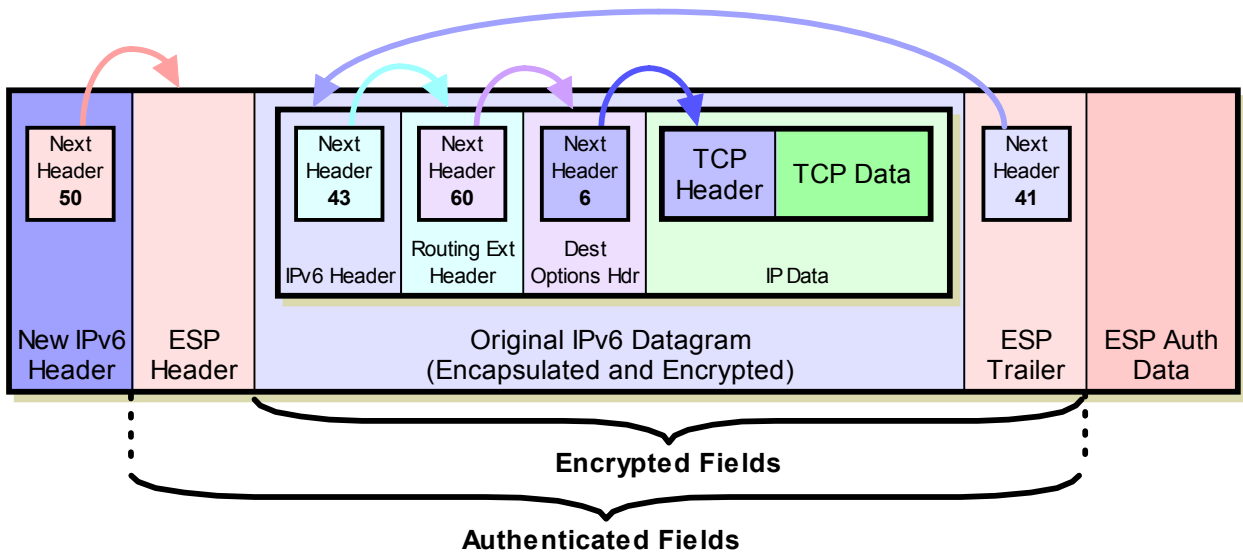 Next
Header
50
Next
Header
43
Next
Header
60
Next
Header
6
TCP
Header
TCP Data
Next
Header
41
IPv6 Header
Routing Ext
Header
Dest
Options Hdr
IP Data
New IPv6
Header
ESP
Header
Original IPv6 Datagram
(Encapsulated and Encrypted)
ESP
Trailer
ESP Auth
Data
Encrypted Fields
Authenticated Fields